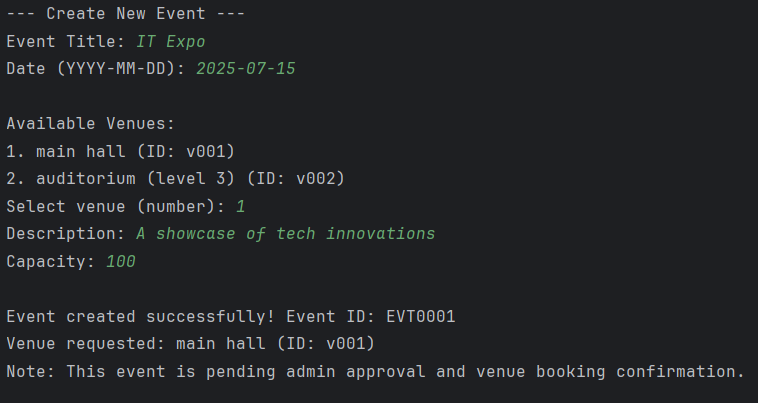 --- Create New Event ---
Event Title: IT Expo
Date (YYYY-MM-DD): 2025-07-15
Available Venues:
1. main hall (ID: v001)
2. auditorium (level 3) (ID: v002)
Select venue (number): 1
Description: A showcase of tech innovations
Capacity: 100
Event created successfully! Event ID: EVT0001
Venue requested: main hall (ID: v001)
Note: This event is pending admin approval and venue booking confirmation.